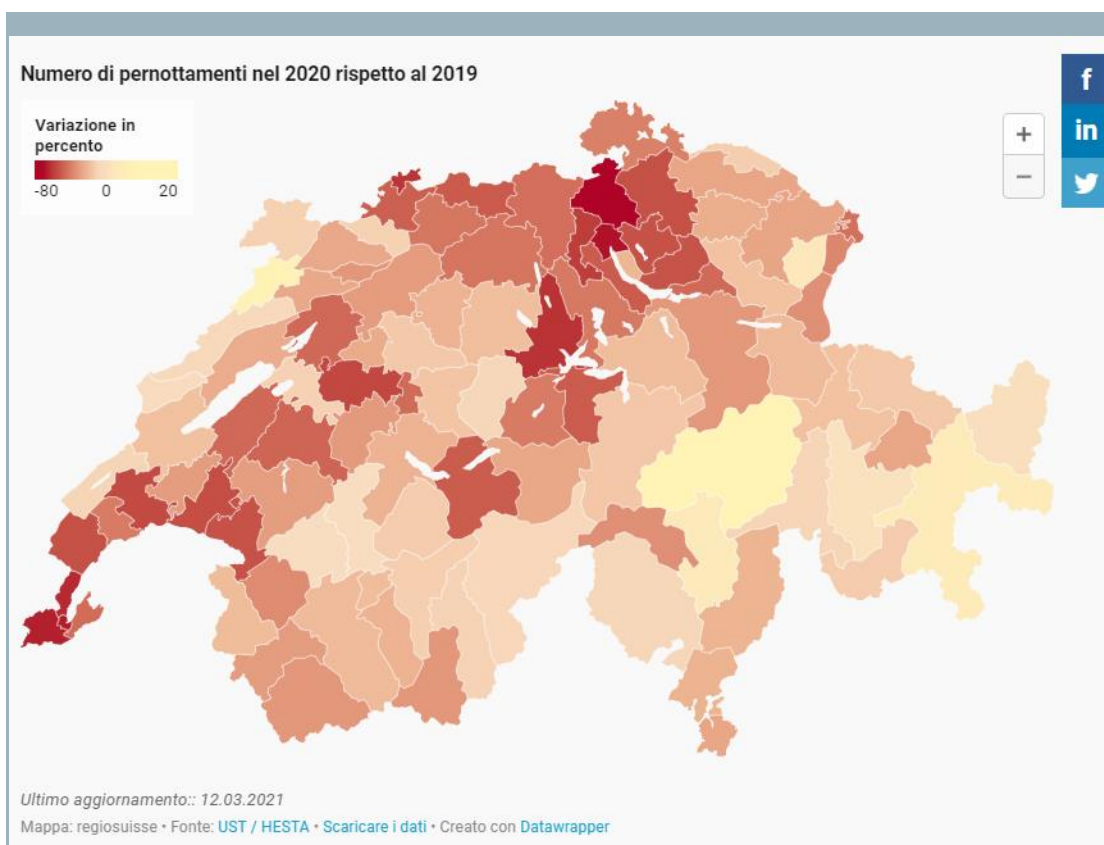 Numero di pernottamenti nel 2020 rispetto al 2019
Variazione in
percento
-80 0 20
+
−
f
in
Ultimo aggiornamento:: 12.03.2021
Mappa: regiosuisse • Fonte: UST / HESTA • Scaricare i dati • Creato con Datawrapper